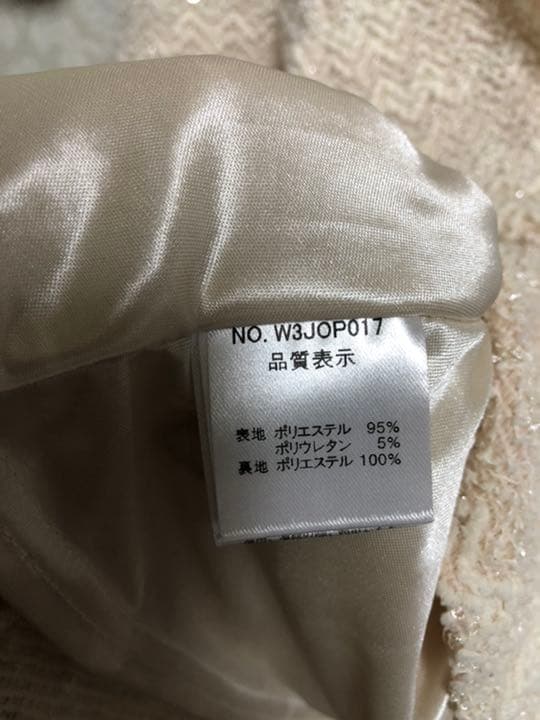 NO. W3JOP017
品質表示
表地 ポリエステル 95%
ポリウレタン 5%
裏地 ポリエステル 100%